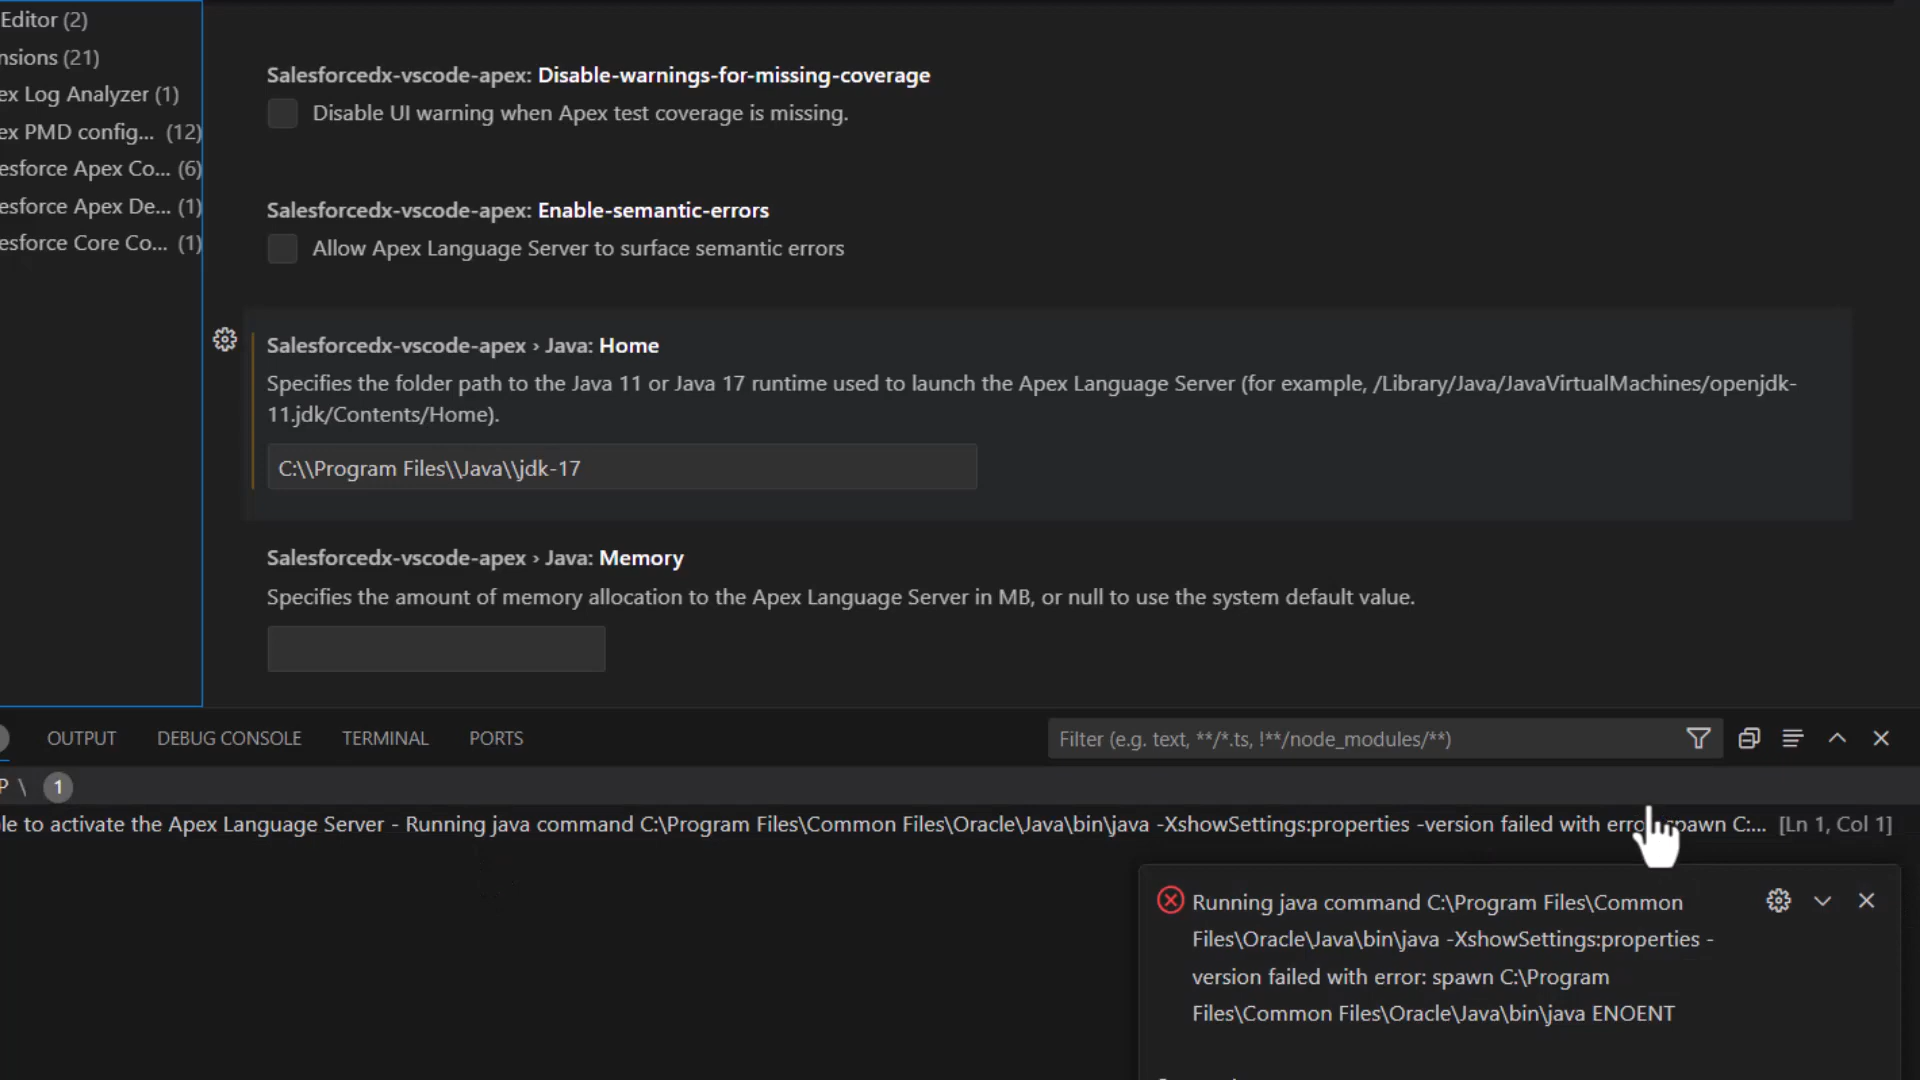 Editor (2)
nsions (21)
ex Log Analyzer (1)
ex PMD config... (12)
esforce Apex Co... (6)
esforce Apex De... (1)
esforce Core Co... (1)
Salesforcedx-vscode-apex: Disable-warnings-for-missing-coverage
Disable UI warning when Apex test coverage is missing.
Salesforcedx-vscode-apex: Enable-semantic-errors
Allow Apex Language Server to surface semantic errors
Salesforcedx-vscode-apex › Java: Home
Specifies the folder path to the Java 11 or Java 17 runtime used to launch the Apex Language Server (for example, /Library/Java/JavaVirtualMachines/openjdk-
11.jdk/Contents/Home).
C:\\Program Files\\Java\\jdk-17
Salesforcedx-vscode-apex › Java: Memory
Specifies the amount of memory allocation to the Apex Language Server in MB, or null to use the system default value.
OUTPUT DEBUG CONSOLE TERMINAL PORTS Filter (e.g. text, **/*.ts, !**/node_modules/**)
P \ 1
le to activate the Apex Language Server - Running java command C:\Program Files\Common Files\Oracle\Java\bin\java -XshowSettings:properties -version failed with erro spawn C:... [Ln 1, Col 1]
Running java command C:\Program Files\Common
Files\Oracle\Java\bin\java -XshowSettings:properties -
version failed with error: spawn C:\Program
Files\Common Files\Oracle\Java\bin\java ENOENT